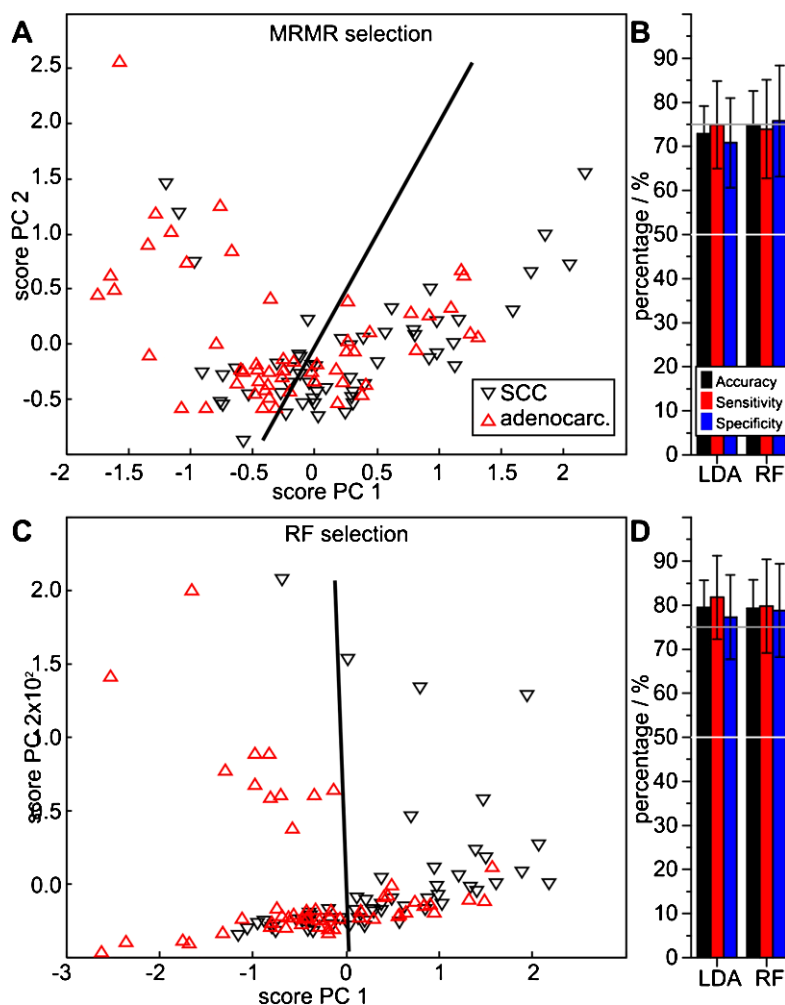 A
MRMR selection
2.5
2.0
1.5
1.0
0.5
0.0
-0.5
score PC 2
-2
-1.5
-1
-0.5
0
0.5
1
1.5
2
score PC 1
SCC
adenocarc.
B
90
80
70
60
50
40
30
20
10
0
percentage / %
Accuracy
Sensitivity
Specificity
LDA
RF
C
RF selection
2.0
1.5
1.0
0.5
0.0
score PC 2x10²
-3
-2
-1
0
1
2
score PC 1
D
90
80
70
60
50
40
30
20
10
0
percentage / %
LDA
RF